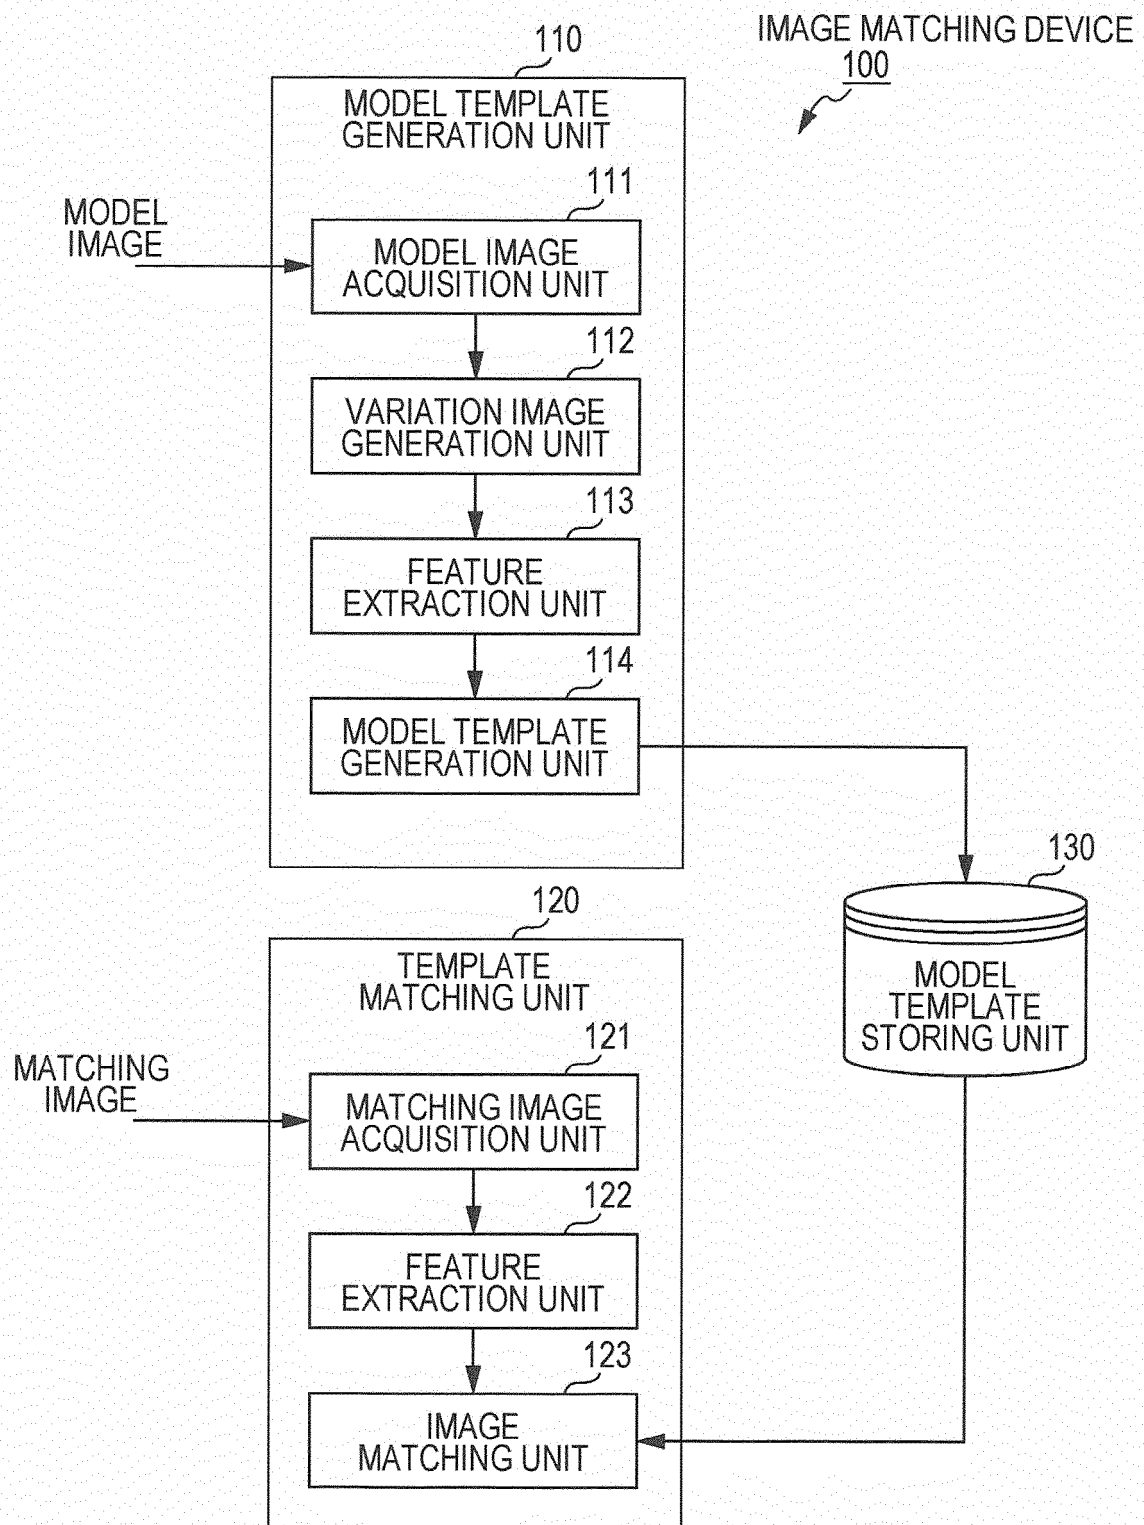 IMAGE MATCHING DEVICE
100
110
MODEL TEMPLATE
GENERATION UNIT
111
MODEL
IMAGE
MODEL IMAGE
ACQUISITION UNIT
112
VARIATION IMAGE
GENERATION UNIT
113
FEATURE
EXTRACTION UNIT
114
MODEL TEMPLATE
GENERATION UNIT
130
MODEL
TEMPLATE
STORING UNIT
120
TEMPLATE
MATCHING UNIT
121
MATCHING
IMAGE
MATCHING IMAGE
ACQUISITION UNIT
122
FEATURE
EXTRACTION UNIT
123
IMAGE
MATCHING UNIT